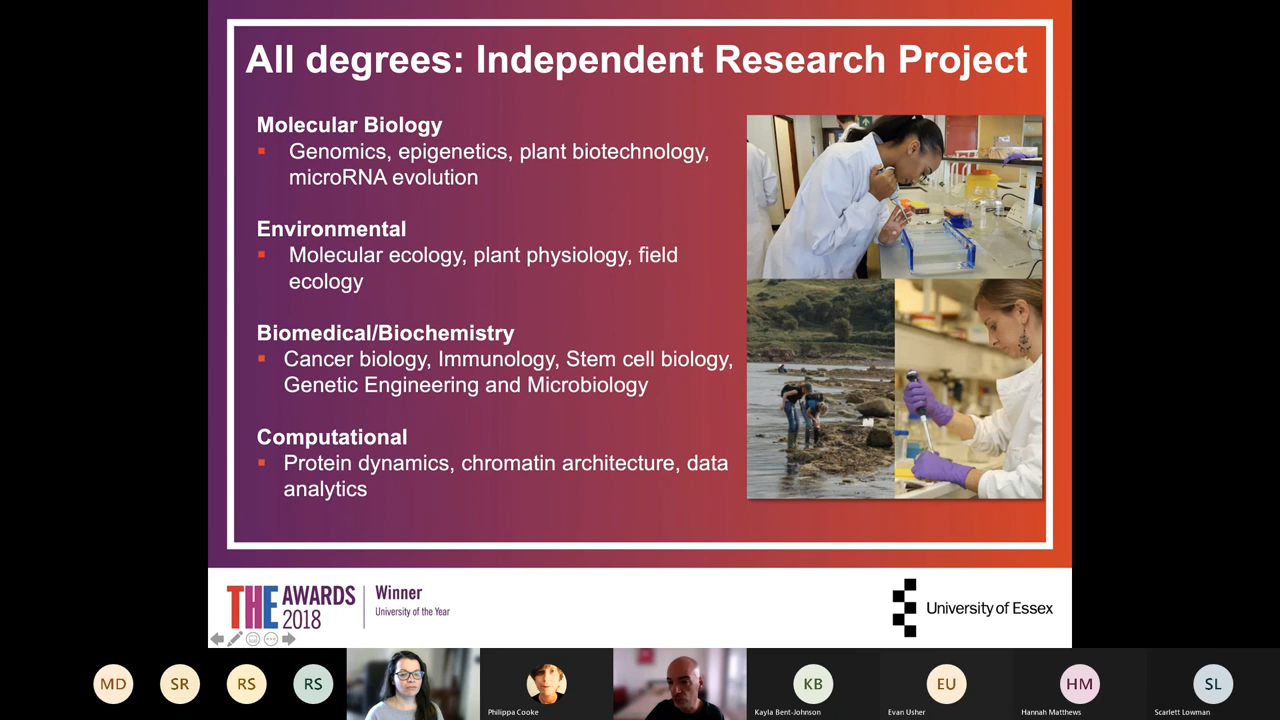 All degrees: Independent Research Project
Molecular Biology
Genomics, epigenetics, plant biotechnology,
microRNA evolution
Environmental
Molecular ecology, plant physiology, field
ecology
Biomedical/Biochemistry
Cancer biology, Immunology, Stem cell biology,
Genetic Engineering and Microbiology
Computational
Protein dynamics, chromatin architecture, data
analytics
THE AWARDS
2018
Winner
University of the Year
University of Essex
MD
SR
RS
RS
Philippa Cooke
KB
Kayla Bent-Johnson
EU
Evan Usher
HM
Hannah Matthews
SL
Scarlett Lowman